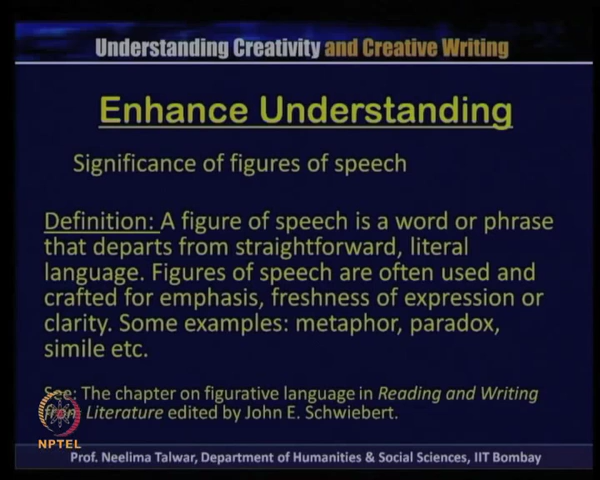 Understanding Creativity and Creative Writing
Enhance Understanding
Significance of figures of speech
Definition: A figure of speech is a word or phrase
that departs from straightforward, literal
language. Figures of speech are often used and
crafted for emphasis, freshness of expression or
clarity. Some examples: metaphor, paradox,
simile etc.
See: The chapter on figurative language in Reading and Writing
from Literature edited by John E. Schwiebert.
NPTEL
Prof. Neelima Talwar, Department of Humanities & Social Sciences, IIT Bombay